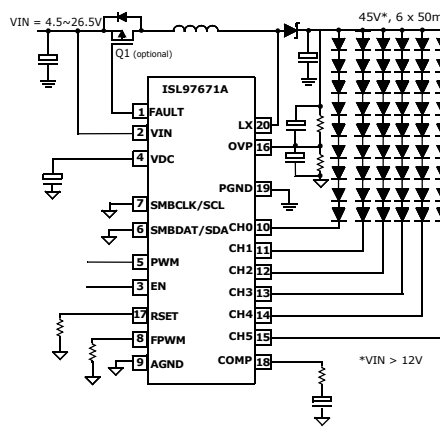 VIN = 4.5~26.5V
45V*, 6 x 50m
Q1 (optional)
ISL97671A
1 FAULT
2 VIN
4 VDC
7 SMBCLK/SCL
6 SMBDAT/SDA
5 PWM
3 EN
17 RSET
8 FPWM
9 AGND
LX 20
OVP 16
PGND 19
CH0 10
CH1 11
CH2 12
CH3 13
CH4 14
CH5 15
COMP 18
*VIN > 12V